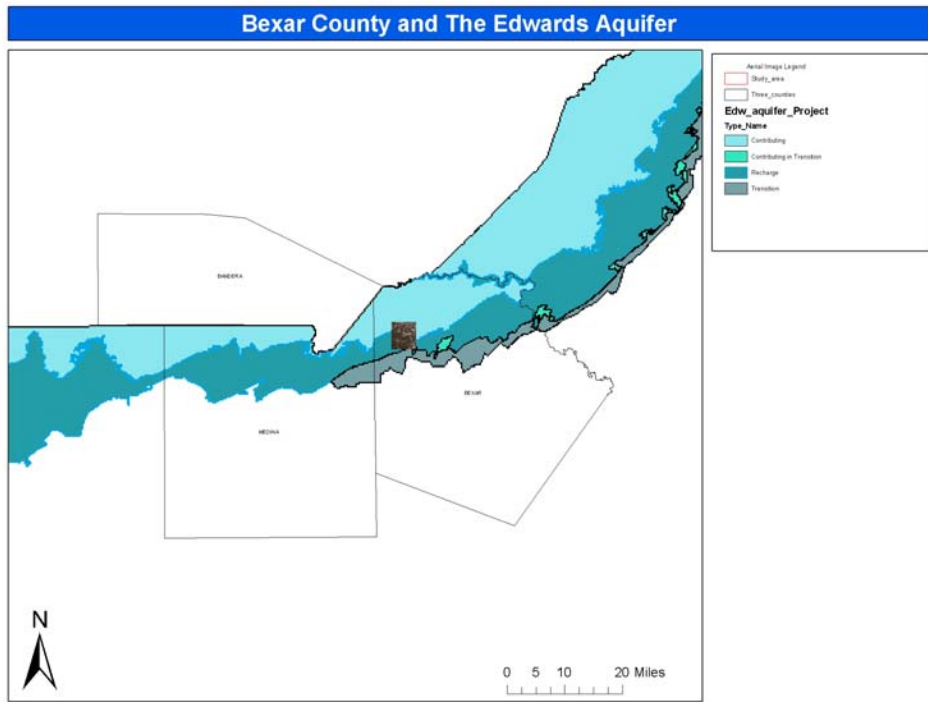 Bexar County and The Edwards Aquifer
Aerial Image Legend
Study_area
Three_counties
Edw_aquifer_Project
Type_Name
Contributing
Contributing in Transition
Recharge
Transition
BANDERA
BEXAR
MEDINA
N
0 5 10 20 Miles